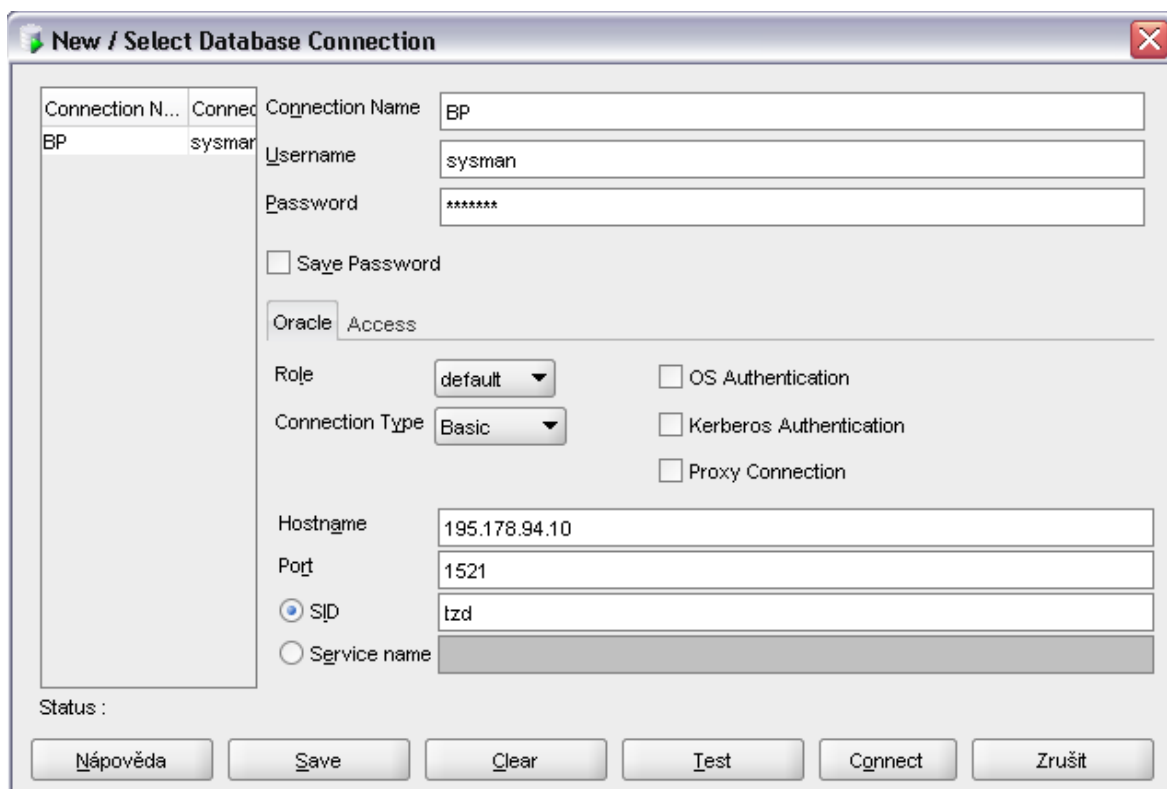 New / Select Database Connection
Connection N... Connec
BP sysman
Connection Name BP
Username sysman
Password *******
Save Password
Oracle Access
Role default OS Authentication
Connection Type Basic Kerberos Authentication
Proxy Connection
Hostname 195.178.94.10
Port 1521
SID tzd
Service name
Status :
Nápověda Save Clear Test Connect Zrušit